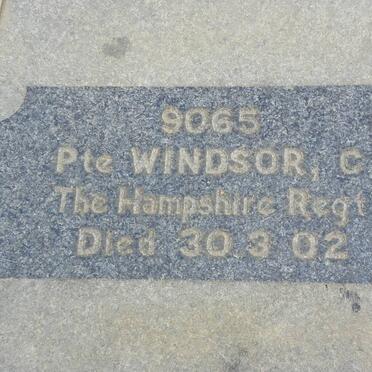 9065
Pte WINDSOR, C
The Hampshire Regt
Died 30 3 02